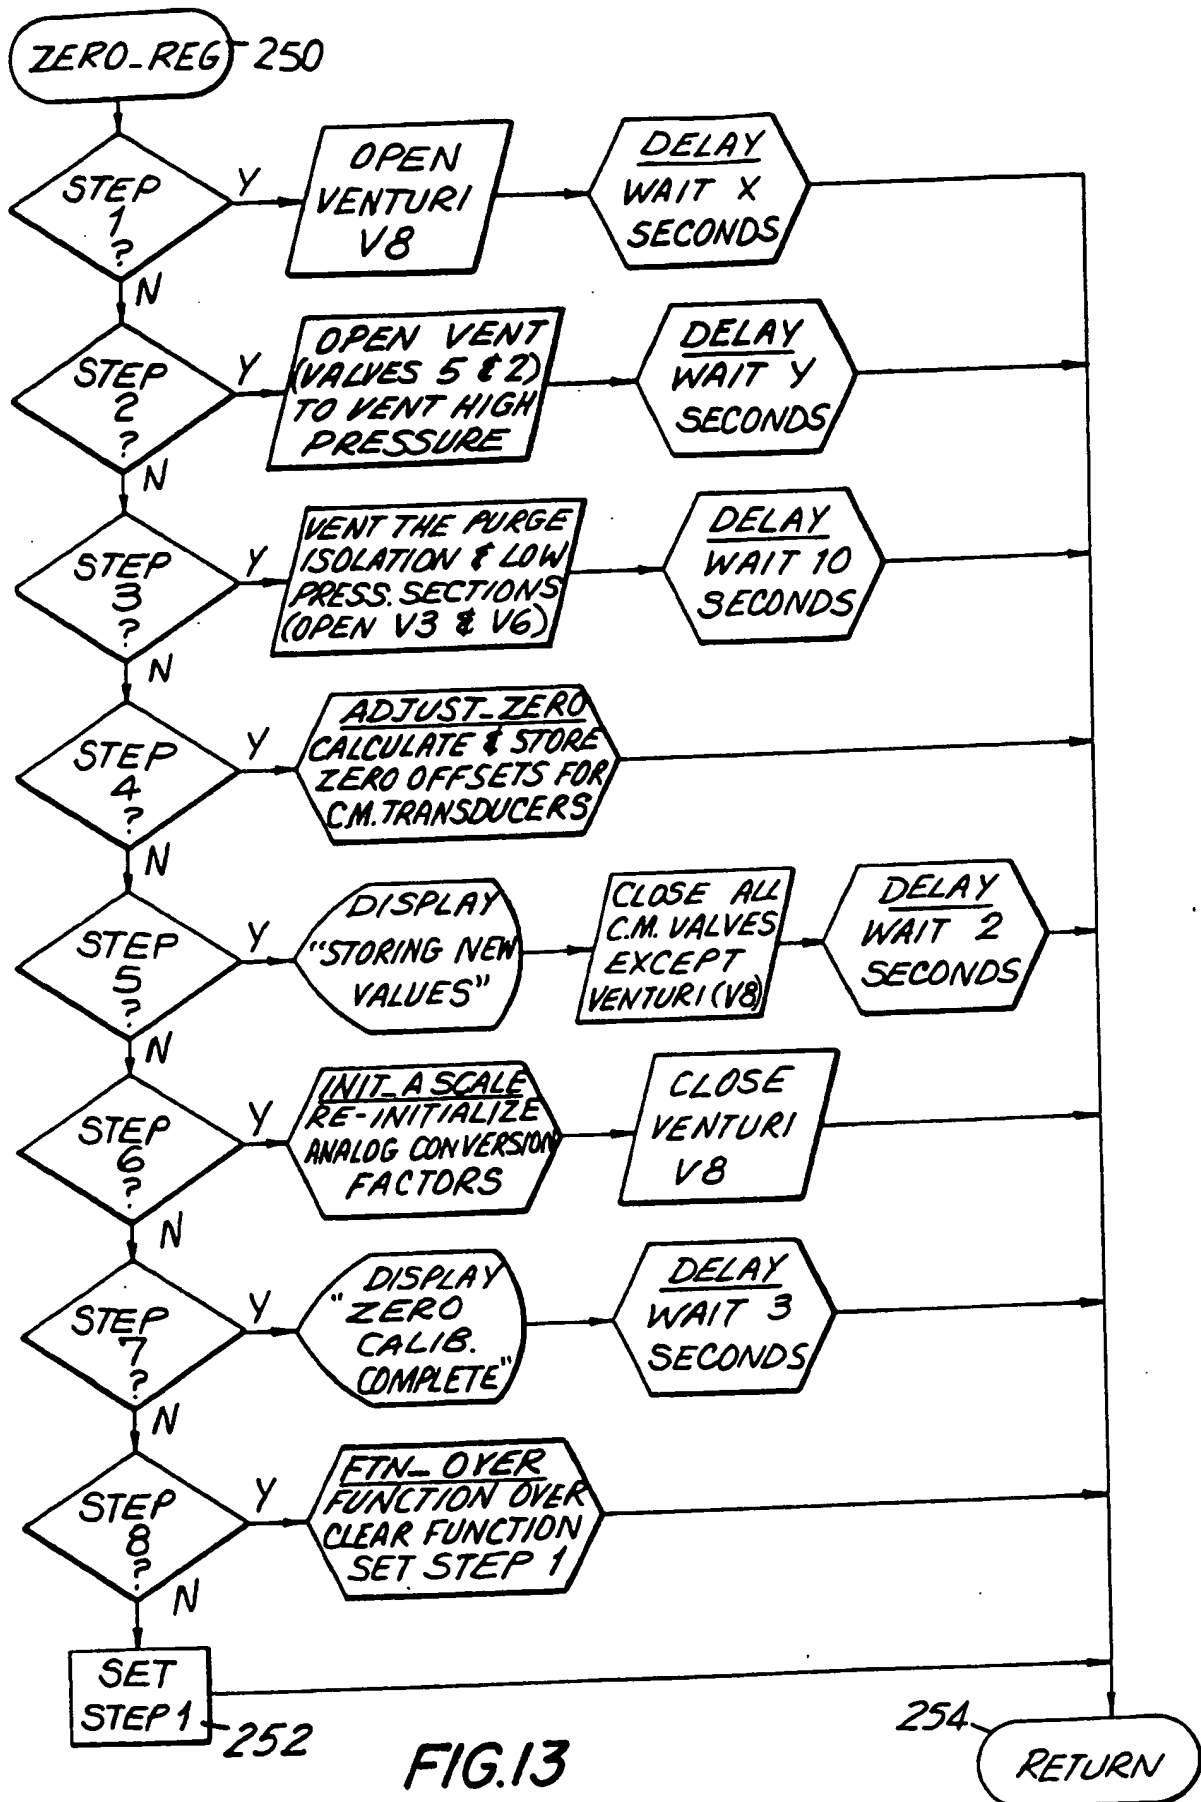 ZERO_REG 250
STEP
1
?
Y
N
OPEN
VENTURI
V8
DELAY
WAIT X
SECONDS
STEP
2
?
Y
N
OPEN VENT
(VALVES 5 & 2)
TO VENT HIGH
PRESSURE
DELAY
WAIT Y
SECONDS
STEP
3
?
Y
N
VENT THE PURGE
ISOLATION & LOW
PRESS. SECTIONS
(OPEN V3 & V6)
DELAY
WAIT 10
SECONDS
STEP
4
?
Y
N
ADJUST_ZERO
CALCULATE & STORE
ZERO OFFSETS FOR
C.M. TRANSDUCERS
STEP
5
?
Y
N
DISPLAY
"STORING NEW
VALUES"
CLOSE ALL
C.M. VALVES
EXCEPT
VENTURI (V8)
DELAY
WAIT 2
SECONDS
STEP
6
?
Y
N
INIT_A SCALE
RE-INITIALIZE
ANALOG CONVERSION
FACTORS
CLOSE
VENTURI
V8
STEP
7
?
Y
N
DISPLAY
"ZERO
CALIB.
COMPLETE"
DELAY
WAIT 3
SECONDS
STEP
8
?
Y
N
FTN_OVER
FUNCTION OVER
CLEAR FUNCTION
SET STEP 1
SET
STEP 1
252
254
RETURN
FIG.13